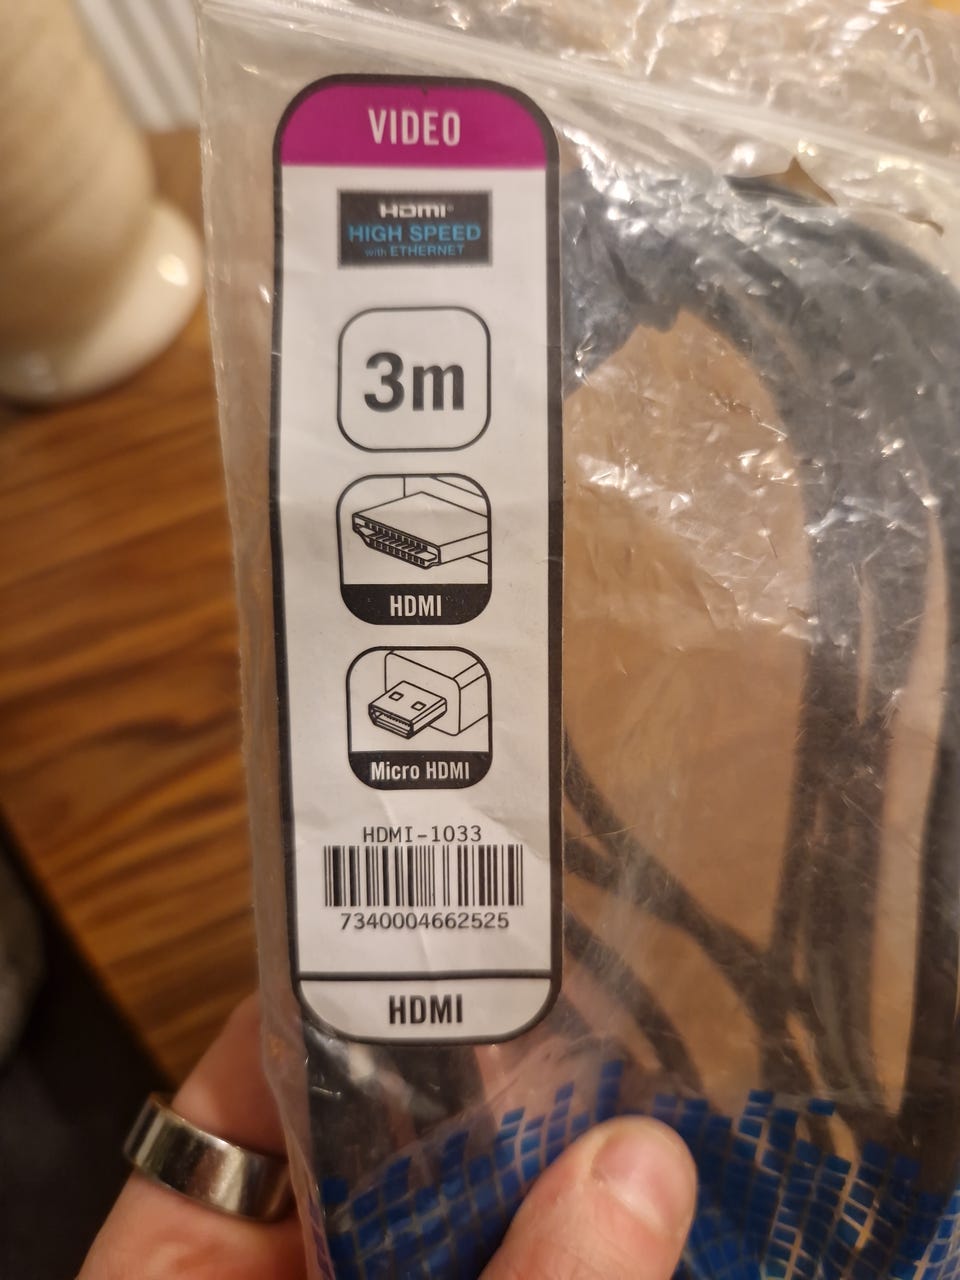 VIDEO
HDMI®
HIGH SPEED
with ETHERNET
3m
HDMI
Micro HDMI
HDMI-1033
7340004662525
HDMI